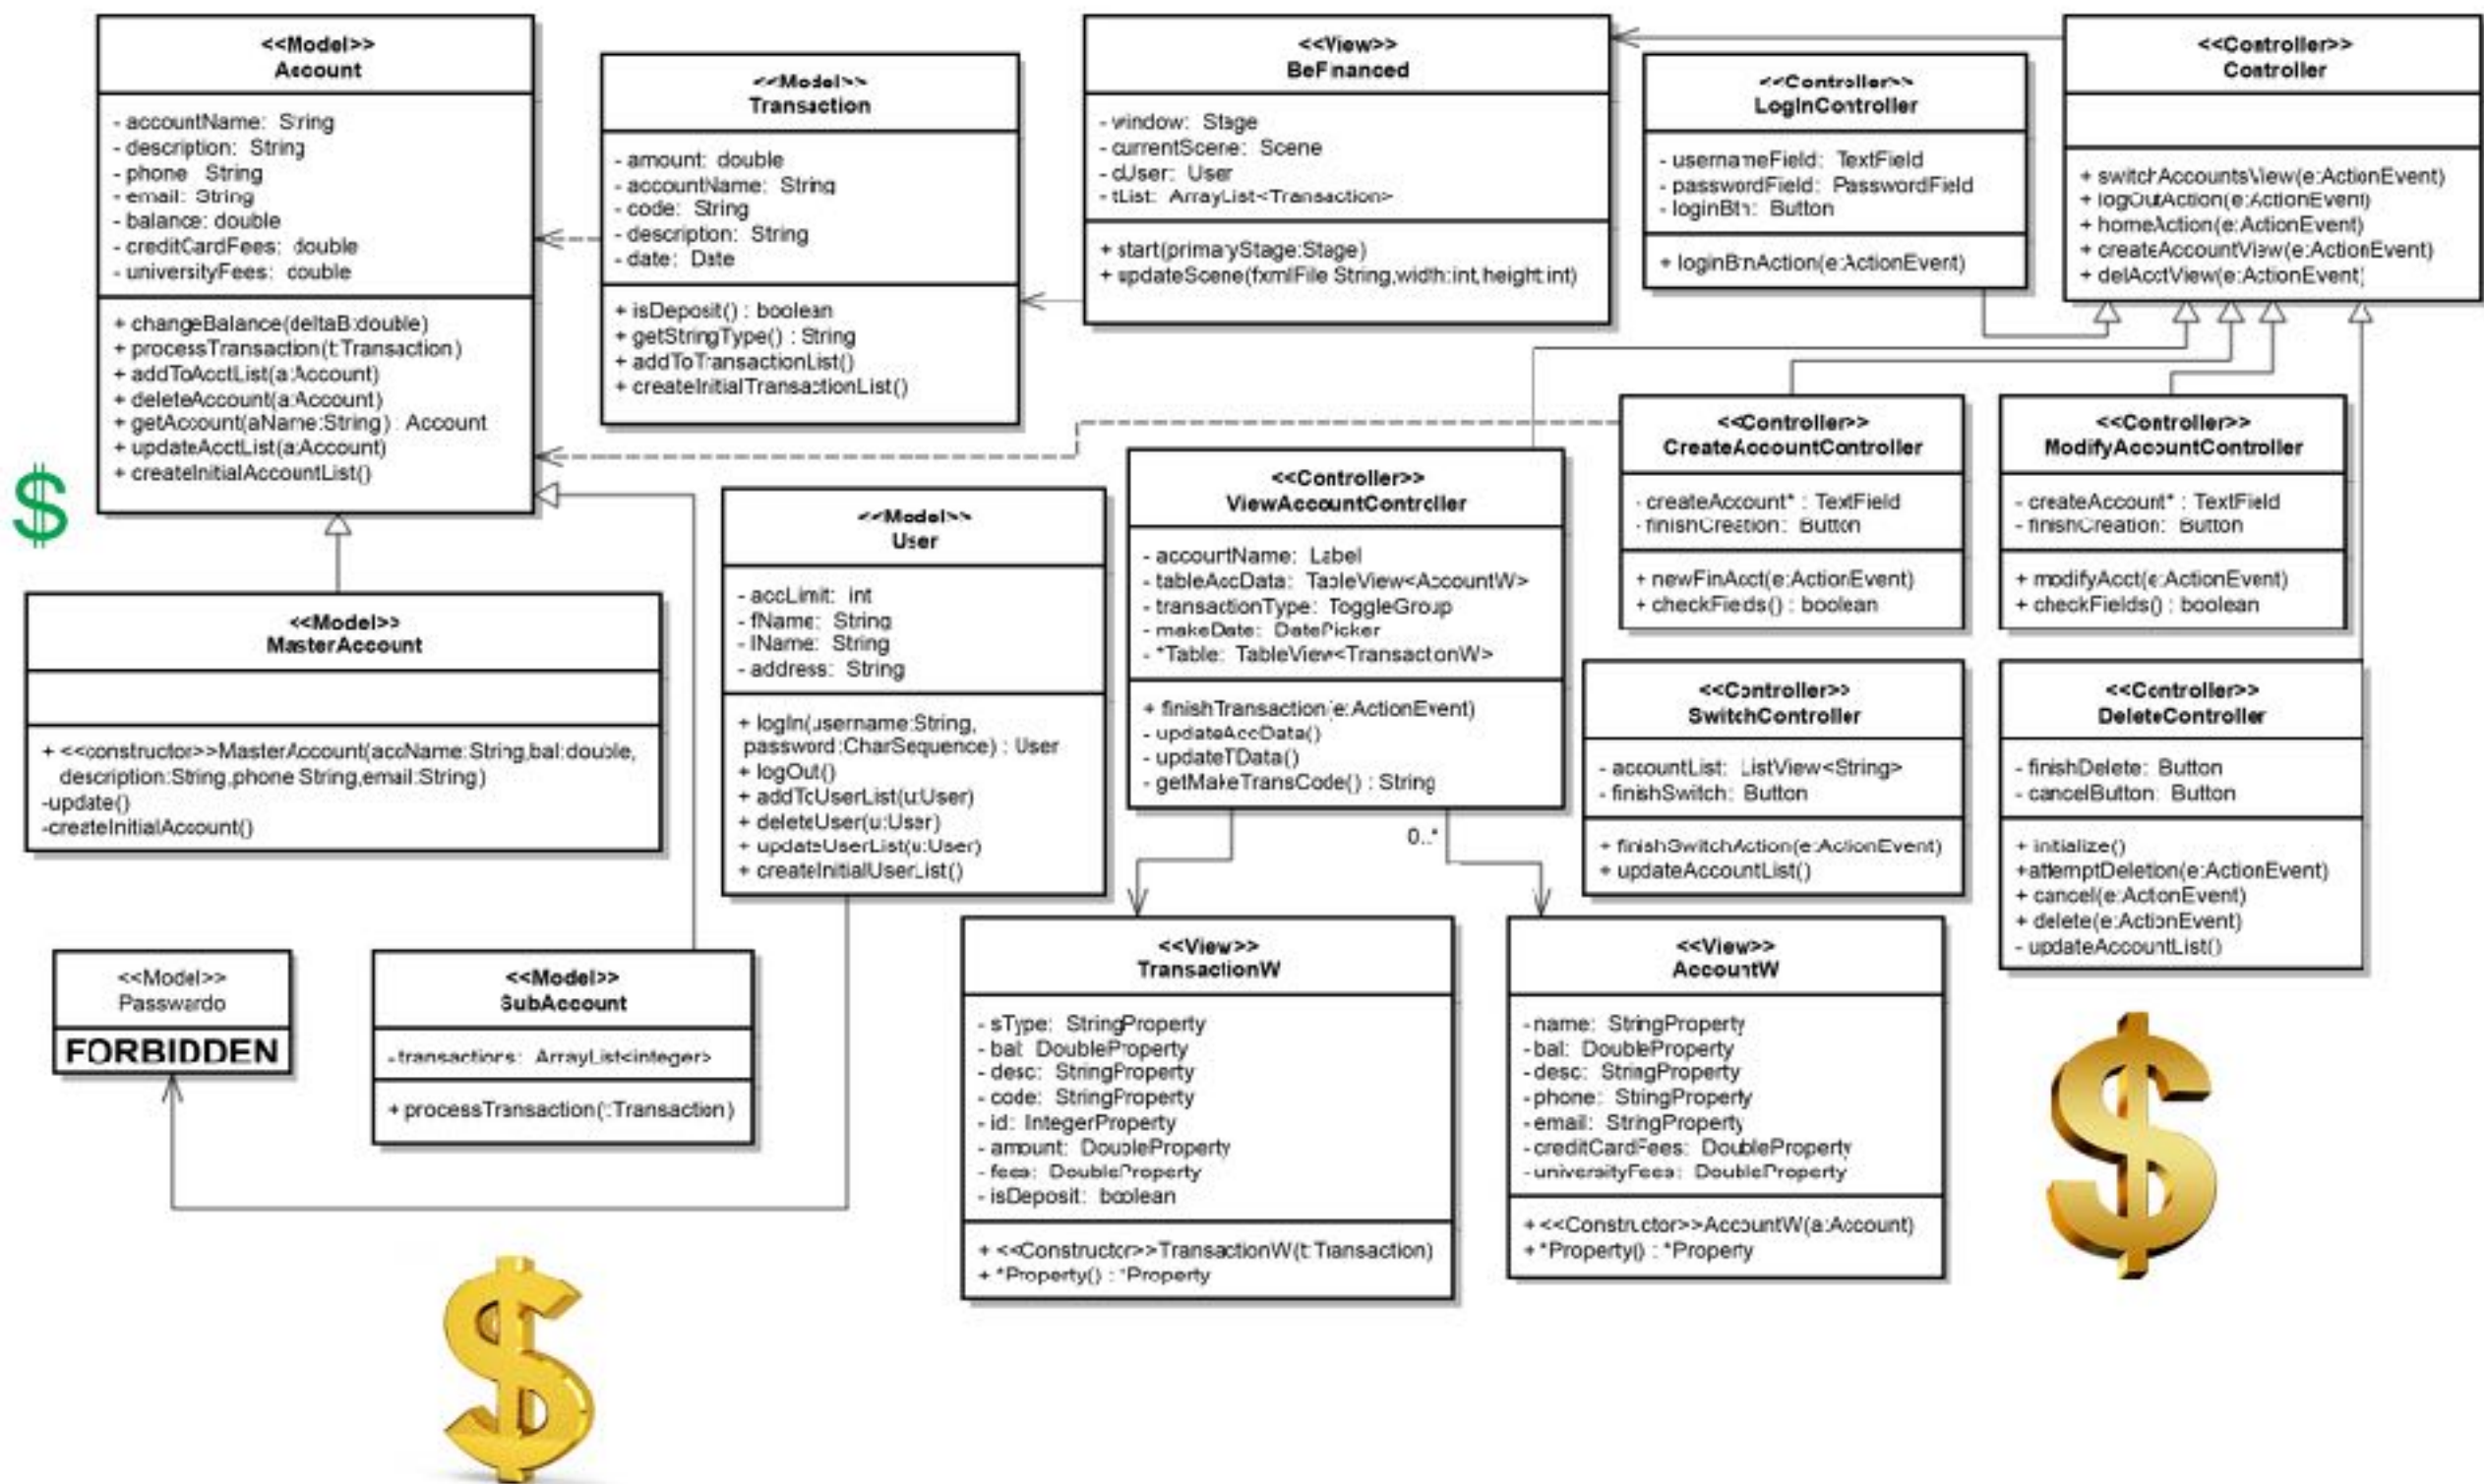 <<Model>>
Account
- accountName: String
- description: String
- phone String
- email: String
- balance: double
- creditCardFees: double
- universityFees: double
+ changeBalance(deltaB:double)
+ processTransaction(t:Transaction)
+ addToAcctList(a:Account)
+ deleteAccount(a:Account)
+ getAccount(aName:String) : Account
+ updateAcctList(a:Account)
+ createInitialAccountList()
<<Model>>
Transaction
- amount: double
- accountName: String
- code: String
- description: String
- date: Date
+ isDeposit() : boolean
+ getStringType() : String
+ addToTransactionList()
+ createInitialTransactionList()
<<View>>
BeFinanced
- window: Stage
- currentScene: Scene
- cUser: User
- tList: ArrayList<Transaction>
+ start(primaryStage:Stage)
+ updateScene(fxmlFile String,width:int,height:int)
<<Controller>>
LogInController
- usernameField: TextField
- passwordField: PasswordField
- loginBtn: Button
+ loginBtnAction(e:ActionEvent)
<<Controller>>
Controller
+ switchAccountsView(e:ActionEvent)
+ logOutAction(e:ActionEvent)
+ homeAction(e:ActionEvent)
+ createAccountView(e:ActionEvent)
+ delAcctView(e:ActionEvent)
<<Controller>>
CreateAccountController
- createAccount* : TextField
- finishCreation: Button
+ newFinAcct(e:ActionEvent)
+ checkFields() : boolean
<<Controller>>
ModifyAccountController
- createAccount* : TextField
- finishCreation: Button
+ modifyAcct(e:ActionEvent)
+ checkFields() : boolean
<<Controller>>
ViewAccountController
- accountName: Label
- tableAccData: TableView<AccountW>
- transactionType: ToggleGroup
- makeDate: DatePicker
- *Table: TableView<TransactionW>
+ finishTransaction(e:ActionEvent)
- updateAccData()
- updateTData()
- getMakeTransCode() : String
0..*
<<Model>>
User
- accLimit: int
- fName: String
- lName: String
- address: String
+ logIn(username:String,
password:CharSequence) : User
+ logOut()
+ addToUserList(u:User)
+ deleteUser(u:User)
+ updateUserList(u:User)
+ createInitialUserList()
$
<<Model>>
MasterAccount
+ <<constructor>>MasterAccount(accName:String,bal:double,
description:String,phone String,email:String)
-update()
-createInitialAccount()
<<Controller>>
SwitchController
- accountList: ListView<String>
- finishSwitch: Button
+ finishSwitchAction(e:ActionEvent)
+ updateAccountList()
<<Controller>>
DeleteController
- finishDelete: Button
- cancelButton: Button
+ initialize()
+attemptDeletion(e:ActionEvent)
+ cancel(e:ActionEvent)
+ delete(e:ActionEvent)
- updateAccountList()
<<Model>>
Passwardo
FORBIDDEN
<<Model>>
SubAccount
- transactions: ArrayList<integer>
+ processTransaction(t:Transaction)
<<View>>
TransactionW
- sType: StringProperty
- bal: DoubleProperty
- desc: StringProperty
- code: StringProperty
- id: IntegerProperty
- amount: DoubleProperty
- fees: DoubleProperty
- isDeposit: boolean
+ <<Constructor>>TransactionW(t:Transaction)
+ *Property() : *Property
<<View>>
AccountW
- name: StringProperty
- bal: DoubleProperty
- desc: StringProperty
- phone: StringProperty
- email: StringProperty
- creditCardFees: DoubleProperty
- universityFees: DoubleProperty
+ <<Constructor>>AccountW(a:Account)
+ *Property() : *Property
$
$